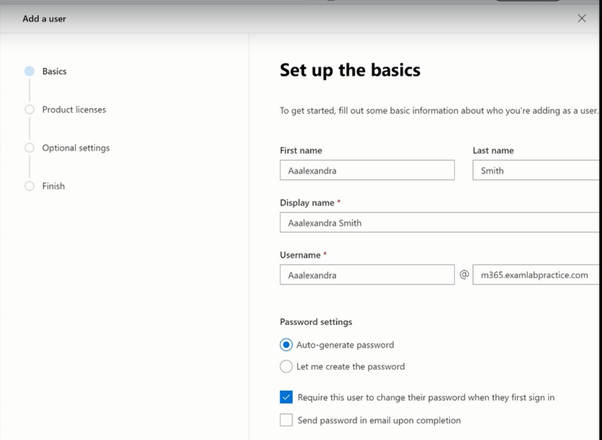 Add a user
Basics
Product licenses
Optional settings
Finish
Set up the basics
To get started, fill out some basic information about who you're adding as a user.
First name
Last name
Aaalexandra
Smith
Display name *
Aaalexandra Smith
Username *
Aaalexandra @ m365.examlabpractice.com
Password settings
Auto-generate password
Let me create the password
Require this user to change their password when they first sign in
Send password in email upon completion